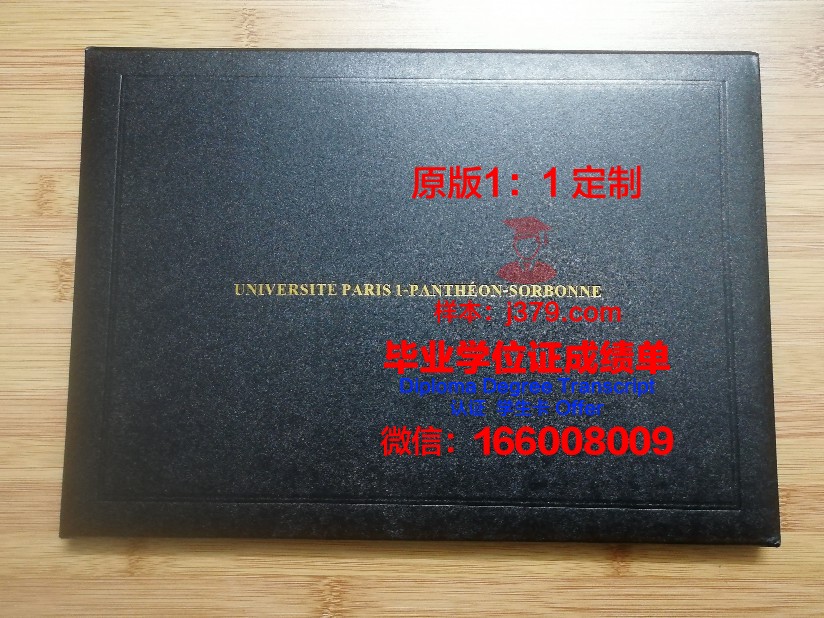 原版1：1 定制
UNIVERSITE PARIS 1-PANTHÉON-SORBONNE
样本：j379.com
毕业学位证成绩单
Diploma Degree Transcript
认证 学生卡 Offer
微信：166008009